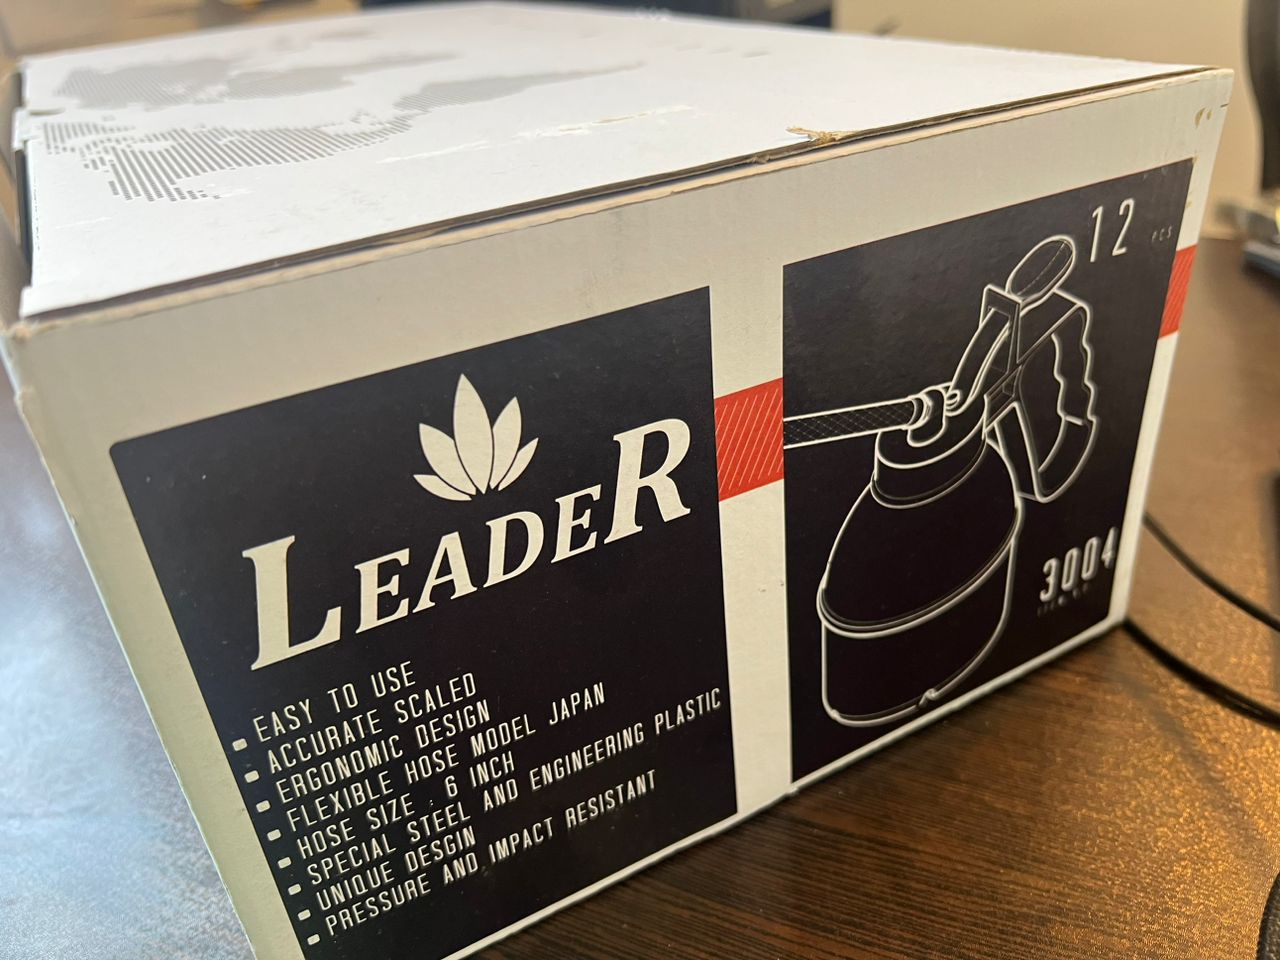 LEADER
EASY TO USE
ACCURATE SCALED
ERGONOMIC DESIGN
FLEXIBLE HOSE MODEL JAPAN
HOSE SIZE : 6 INCH
SPECIAL STEEL AND ENGINEERING PLASTIC
UNIQUE DESGIN
PRESSURE AND IMPACT RESISTANT
12 PCS
3004